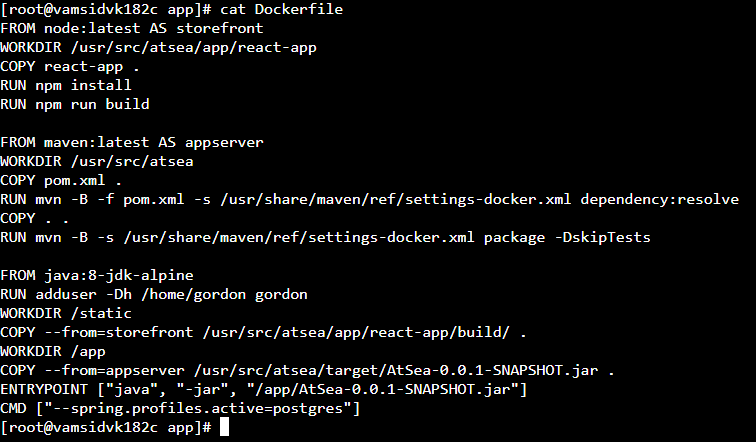 [root@vamsidvk182c app]# cat Dockerfile
FROM node:latest AS storefront
WORKDIR /usr/src/atsea/app/react-app
COPY react-app .
RUN npm install
RUN npm run build
FROM maven:latest AS appserver
WORKDIR /usr/src/atsea
COPY pom.xml .
RUN mvn -B -f pom.xml -s /usr/share/maven/ref/settings-docker.xml dependency:resolve
COPY . .
RUN mvn -B -s /usr/share/maven/ref/settings-docker.xml package -DskipTests
FROM java:8-jdk-alpine
RUN adduser -Dh /home/gordon gordon
WORKDIR /static
COPY --from=storefront /usr/src/atsea/app/react-app/build/ .
WORKDIR /app
COPY --from=appserver /usr/src/atsea/target/AtSea-0.0.1-SNAPSHOT.jar .
ENTRYPOINT ["java", "-jar", "/app/AtSea-0.0.1-SNAPSHOT.jar"]
CMD ["--spring.profiles.active=postgres"]
[root@vamsidvk182c app]#